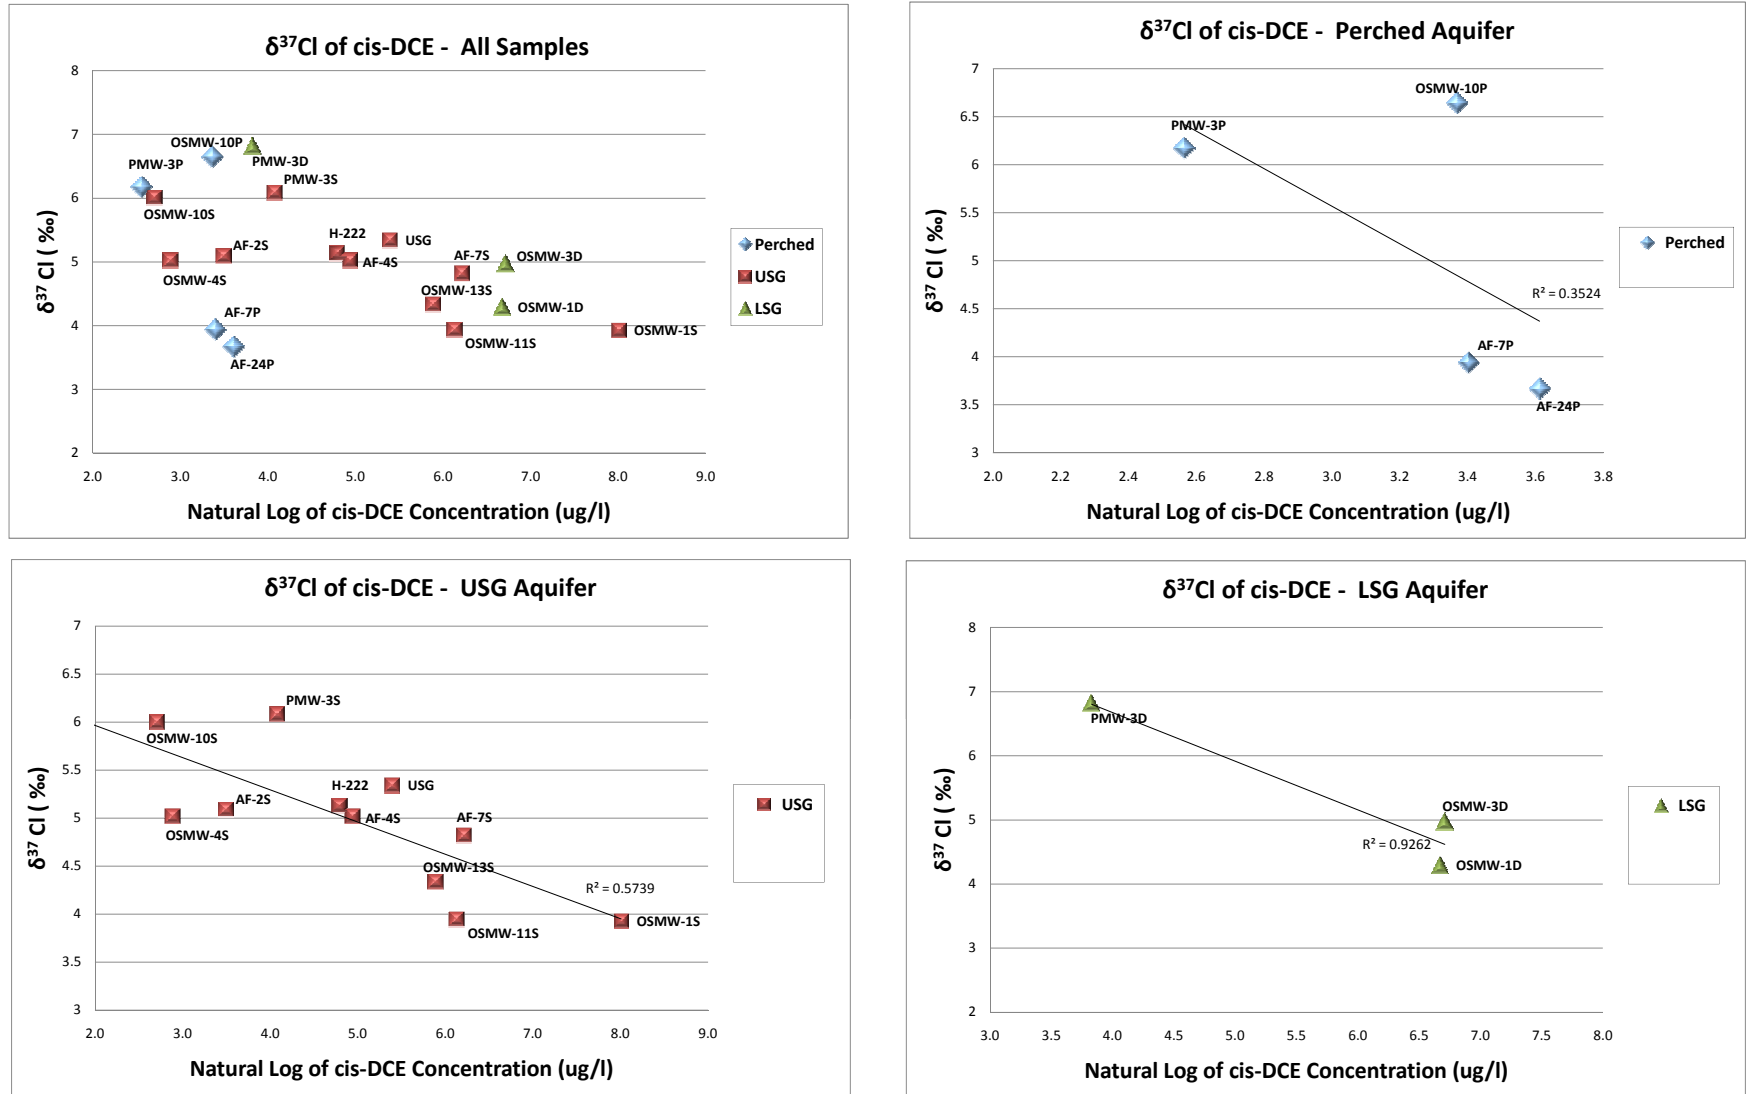 δ³⁷Cl of cis-DCE - All Samples
8
7
6
5
4
3
2
2.0 3.0 4.0 5.0 6.0 7.0 8.0 9.0
δ³⁷ Cl ( ‰)
Natural Log of cis-DCE Concentration (ug/l)
OSMW-10P
PMW-3P
PMW-3D
PMW-3S
OSMW-10S
H-222
USG
AF-2S
AF-4S
AF-7S
OSMW-3D
OSMW-4S
OSMW-13S
OSMW-1D
AF-7P
OSMW-11S
OSMW-1S
AF-24P
Perched
USG
LSG
δ³⁷Cl of cis-DCE - Perched Aquifer
7
6.5
6
5.5
5
4.5
4
3.5
3
2.0 2.2 2.4 2.6 2.8 3.0 3.2 3.4 3.6 3.8
δ³⁷ Cl ( ‰)
Natural Log of cis-DCE Concentration (ug/l)
OSMW-10P
PMW-3P
R² = 0.3524
AF-7P
AF-24P
Perched
δ³⁷Cl of cis-DCE - USG Aquifer
7
6.5
6
5.5
5
4.5
4
3.5
3
2.0 3.0 4.0 5.0 6.0 7.0 8.0 9.0
δ³⁷ Cl ( ‰)
Natural Log of cis-DCE Concentration (ug/l)
PMW-3S
OSMW-10S
H-222
USG
AF-2S
AF-4S
AF-7S
OSMW-4S
OSMW-13S
R² = 0.5739
OSMW-11S
OSMW-1S
USG
δ³⁷Cl of cis-DCE - LSG Aquifer
8
7
6
5
4
3
2
3.0 3.5 4.0 4.5 5.0 5.5 6.0 6.5 7.0 7.5 8.0
δ³⁷ Cl ( ‰)
Natural Log of cis-DCE Concentration (ug/l)
PMW-3D
OSMW-3D
R² = 0.9262
OSMW-1D
LSG